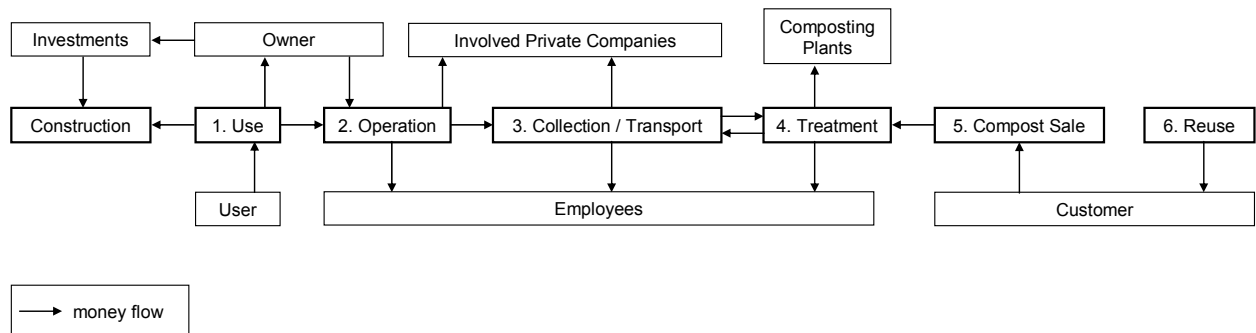 Investments
Owner
Involved Private Companies
Composting
Plants
Construction
1. Use
2. Operation
3. Collection / Transport
4. Treatment
5. Compost Sale
6. Reuse
User
Employees
Customer
money flow